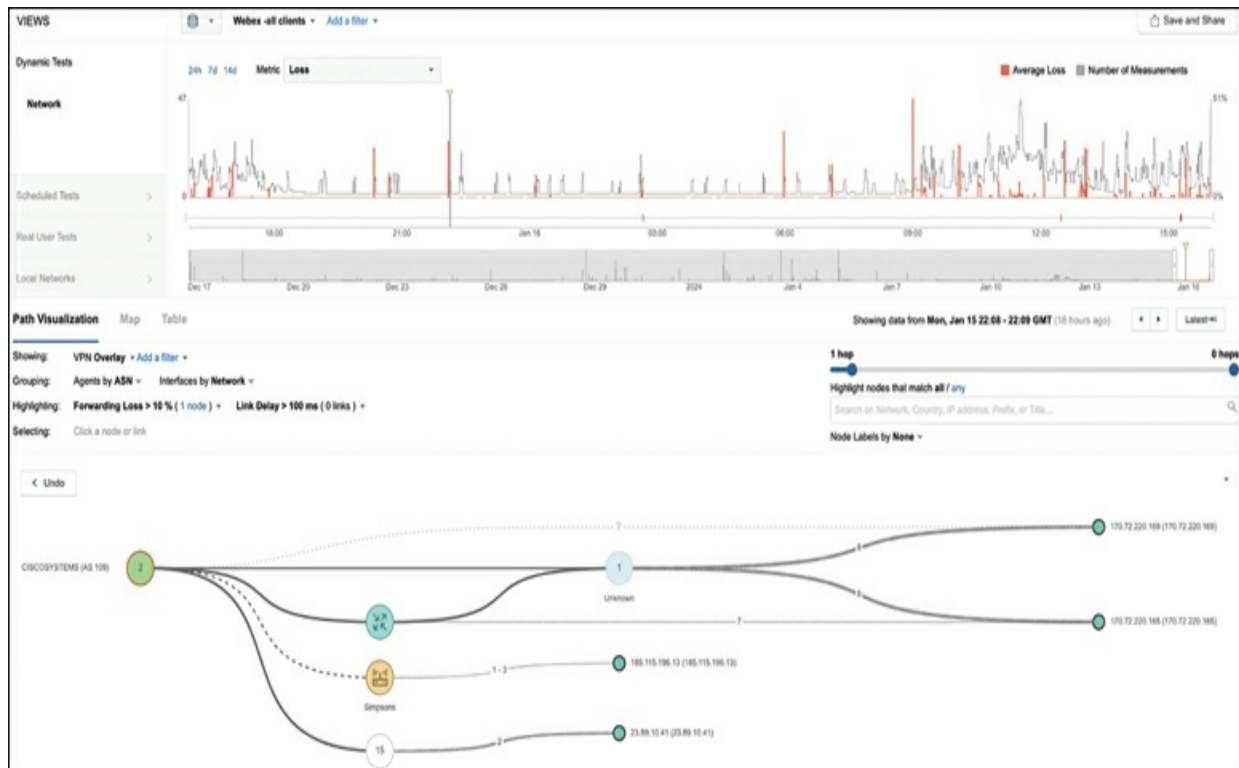 VIEWS
Webex -all clients
Add a filter
Save and Share
Dynamic Tests
Network
Scheduled Tests
Real User Tests
Local Networks
24h 7d 14d
Metric Loss
Average Loss
Number of Measurements
47
51%
0
0%
18:00 21:00 Jan 16 03:00 06:00 09:00 12:00 15:00
Dec 17 Dec 20 Dec 23 Dec 26 Dec 29 2024 Jan 4 Jan 7 Jan 10 Jan 13 Jan 16
Path Visualization Map Table
Showing data from Mon, Jan 15 22:08 - 22:09 GMT (18 hours ago)
Latest
Showing: VPN Overlay Add a filter
Grouping: Agents by ASN Interfaces by Network
Highlighting: Forwarding Loss > 10 % ( 1 node ) Link Delay > 100 ms ( 0 links )
Selecting: Click a node or link
1 hop 0 hops
Highlight nodes that match all / any
Search on Network, Country, IP address, Prefix, or Title...
Node Labels by None
Undo
?
170.72.220.169 (170.72.220.169)
CISCOSYSTEMS (AS 109)
2
1
Unknown
7
170.72.220.165 (170.72.220.165)
1 - 3
185.115.196.13 (185.115.196.13)
Simpsons
15
2
23.89.10.41 (23.89.10.41)